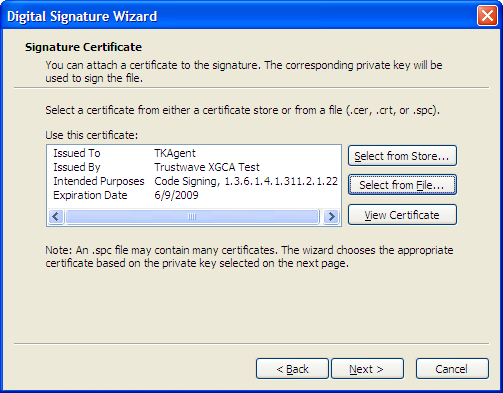 Digital Signature Wizard
Signature Certificate
You can attach a certificate to the signature. The corresponding private key will be
used to sign the file.
Select a certificate from either a certificate store or from a file (.cer, .crt, or .spc).
Use this certificate:
Issued To TKAgent
Issued By Trustwave XGCA Test
Intended Purposes Code Signing, 1.3.6.1.4.1.311.2.1.22
Expiration Date 6/9/2009
Select from Store...
Select from File...
View Certificate
Note: An .spc file may contain many certificates. The wizard chooses the appropriate
certificate based on the private key selected on the next page.
< Back Next > Cancel